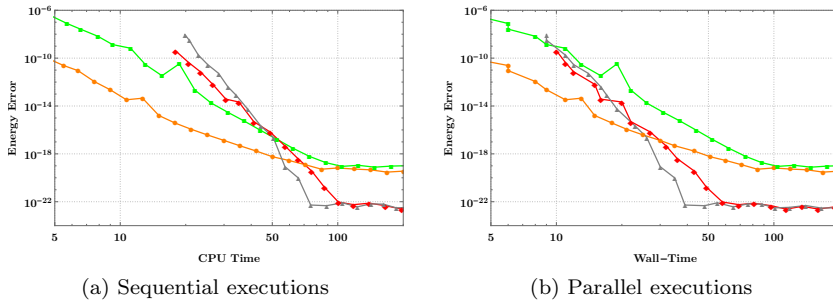 10⁻⁶
10⁻¹⁰
10⁻¹⁴
10⁻¹⁸
10⁻²²
Energy Error
5 10 50 100
CPU Time
(a) Sequential executions
10⁻⁶
10⁻¹⁰
10⁻¹⁴
10⁻¹⁸
10⁻²²
Energy Error
5 10 50 100
Wall-Time
(b) Parallel executions